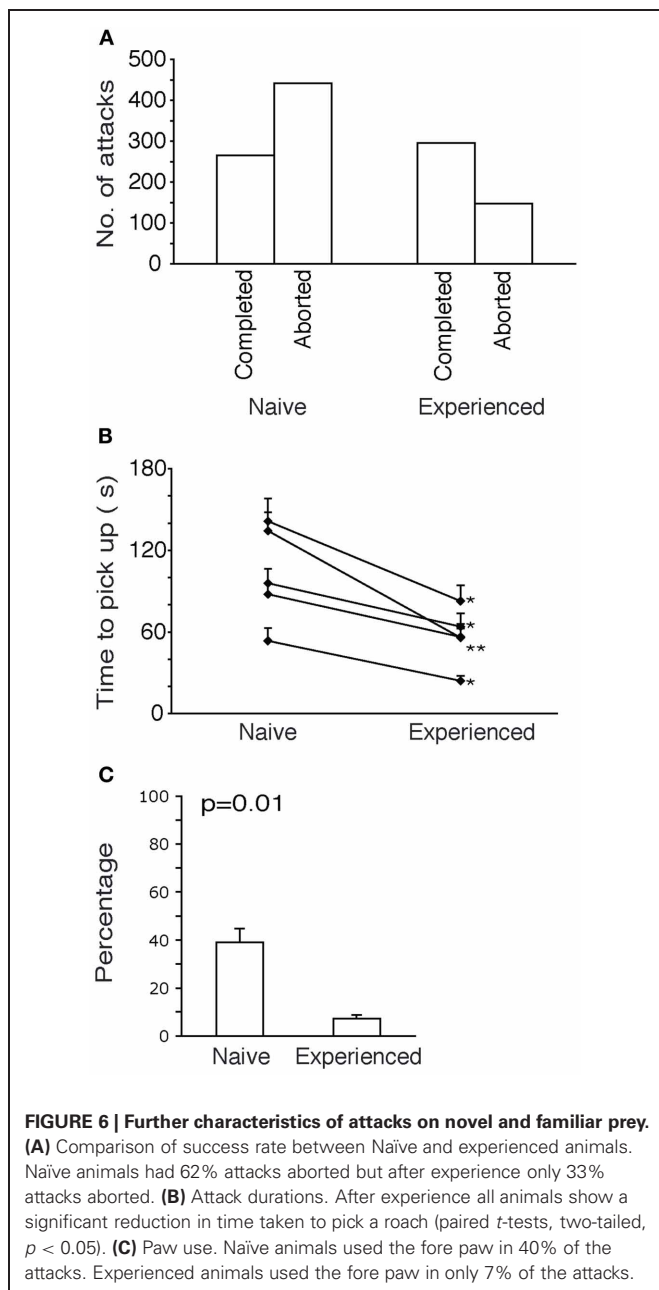 A
500
400
300
200
100
0
No. of attacks
Completed
Aborted
Completed
Aborted
Naive
Experienced
B
180
120
60
0
Time to pick up ( s)
*
*
**
*
Naive
Experienced
C
100
80
60
40
20
0
Percentage
p=0.01
Naive
Experienced
FIGURE 6 | Further characteristics of attacks on novel and familiar prey.
(A) Comparison of success rate between Naïve and experienced animals.
Naïve animals had 62% attacks aborted but after experience only 33%
attacks aborted. (B) Attack durations. After experience all animals show a
significant reduction in time taken to pick a roach (paired t-tests, two-tailed,
p < 0.05). (C) Paw use. Naïve animals used the fore paw in 40% of the
attacks. Experienced animals used the fore paw in only 7% of the attacks.